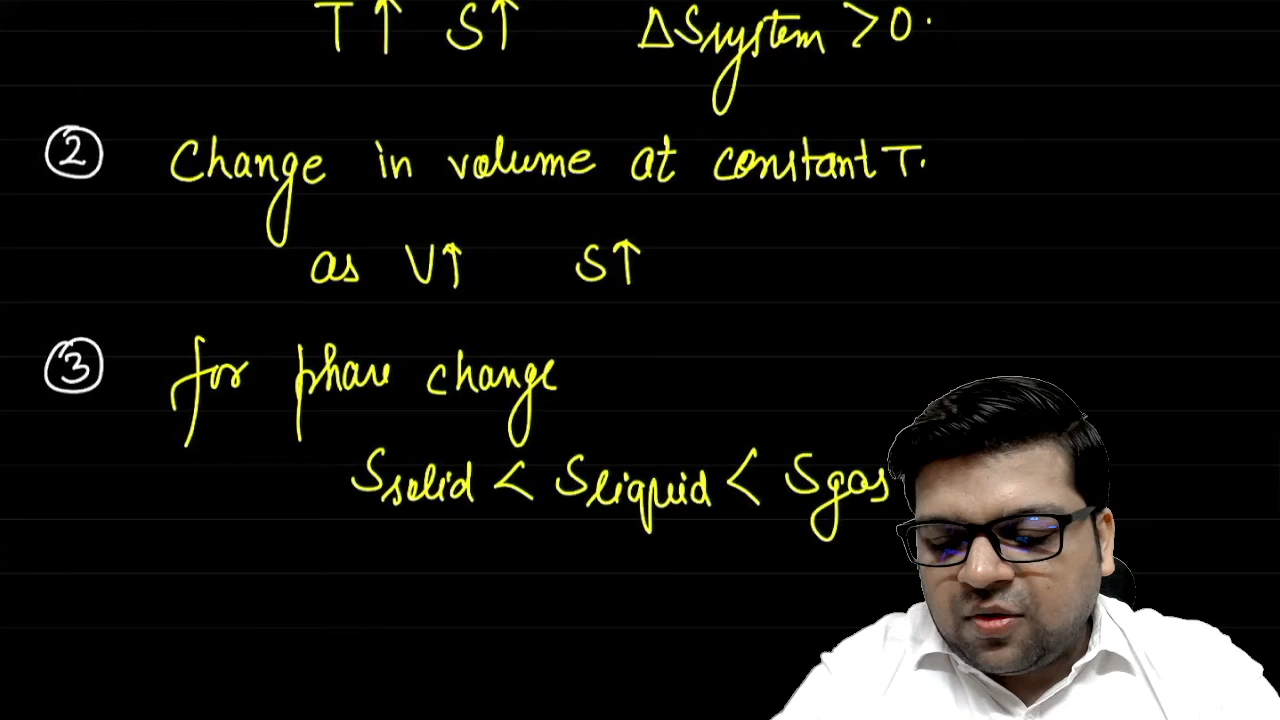 T↑ S↑ ΔSsystem > 0.
② Change in volume at constant T.
as V↑ S↑
③ for phase change
Ssolid < Sliquid < Sgas